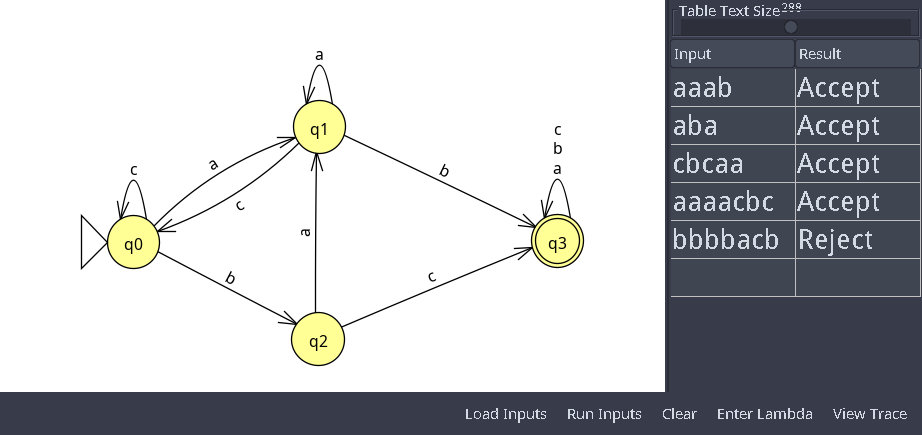 Table Text Size
Input Result
aaab Accept
aba Accept
cbcaa Accept
aaaacbc Accept
bbbbacb Reject
a
q1
c
a
c
b
c
b
a
q0
b
a
c
q3
q2
Load Inputs Run Inputs Clear Enter Lambda View Trace